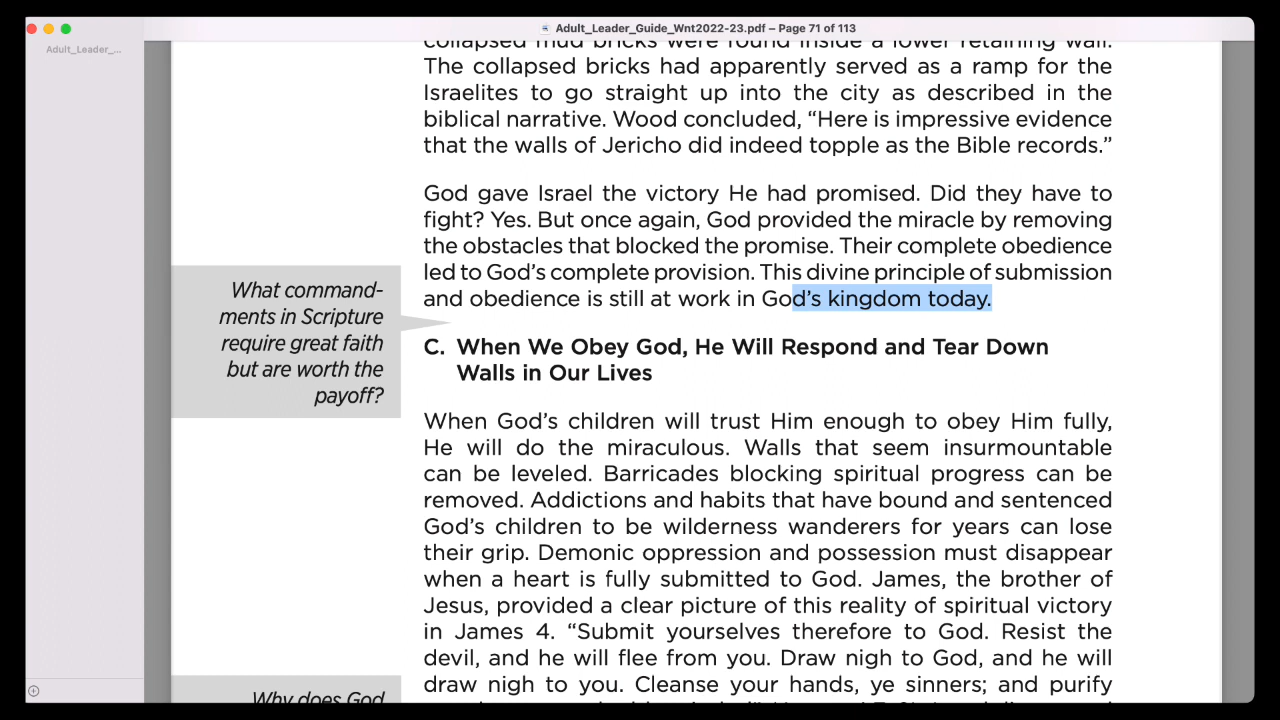 Adult_Leader_Guide_Wnt2022-23.pdf – Page 71 of 113
Adult_Leader_...
collapsed mud bricks were found inside a lower retaining wall.
The collapsed bricks had apparently served as a ramp for the
Israelites to go straight up into the city as described in the
biblical narrative. Wood concluded, “Here is impressive evidence
that the walls of Jericho did indeed topple as the Bible records.”
God gave Israel the victory He had promised. Did they have to
fight? Yes. But once again, God provided the miracle by removing
the obstacles that blocked the promise. Their complete obedience
led to God’s complete provision. This divine principle of submission
and obedience is still at work in God’s kingdom today.
What command-
ments in Scripture
require great faith
but are worth the
payoff?
C. When We Obey God, He Will Respond and Tear Down
Walls in Our Lives
When God’s children will trust Him enough to obey Him fully,
He will do the miraculous. Walls that seem insurmountable
can be leveled. Barricades blocking spiritual progress can be
removed. Addictions and habits that have bound and sentenced
God’s children to be wilderness wanderers for years can lose
their grip. Demonic oppression and possession must disappear
when a heart is fully submitted to God. James, the brother of
Jesus, provided a clear picture of this reality of spiritual victory
in James 4. “Submit yourselves therefore to God. Resist the
devil, and he will flee from you. Draw nigh to God, and he will
draw nigh to you. Cleanse your hands, ye sinners; and purify
Why does God